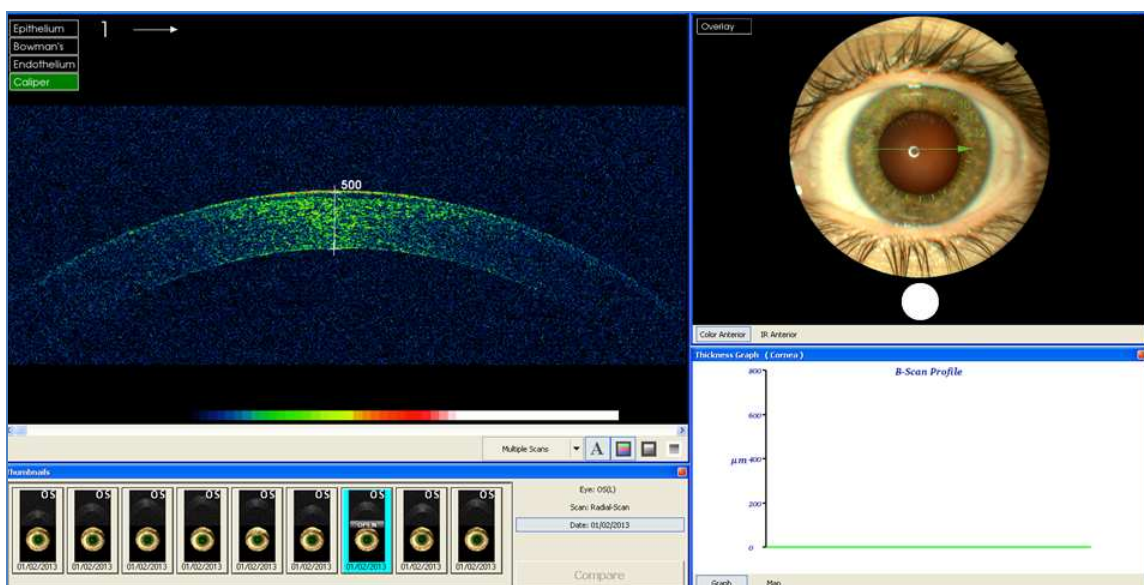 Epithelium
Bowman's
Endothelium
Caliper
1
500
Overlay
Color Anterior IR Anterior
Multiple Scans A
Thickness Graph ( Cornea )
B-Scan Profile
800
600
µm 400
200
0
Graph Map
Thumbnails
OS OS OS OS OS OS OS OS OS
OPEN
01/02/2013 01/02/2013 01/02/2013 01/02/2013 01/02/2013 01/02/2013 01/02/2013 01/02/2013 01/02/2013
Eye: OS(L)
Scan: Radial-Scan
Date: 01/02/2013
Compare